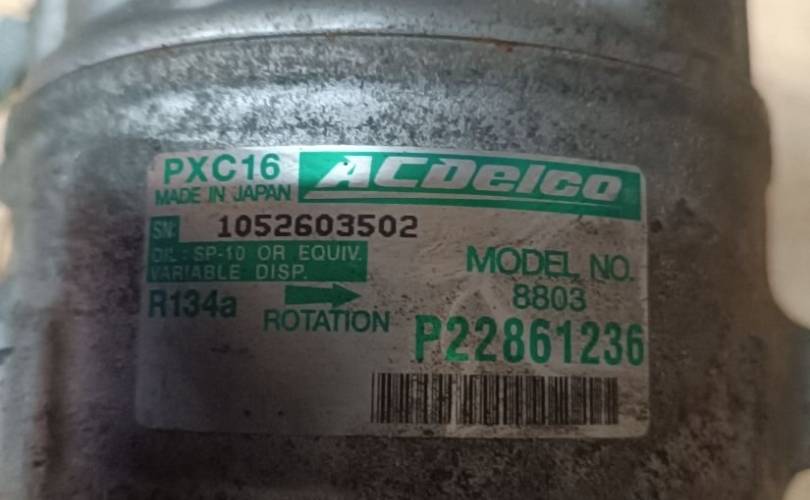 PXC16 ACDelco
MADE IN JAPAN
SN: 1052603502
OIL : SP-10 OR EQUIV.
VARIABLE DISP.
MODEL NO.
8803
R134a
ROTATION
P22861236